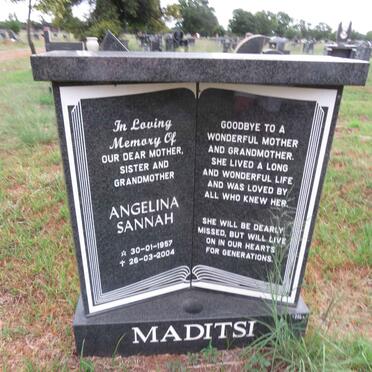 In Loving
Memory Of
OUR DEAR MOTHER,
SISTER AND
GRANDMOTHER
ANGELINA
SANNAH
☆ 30-01-1957
✝ 26-03-2004
GOODBYE TO A
WONDERFUL MOTHER
AND GRANDMOTHER.
SHE LIVED A LONG
AND WONDERFUL LIFE
AND WAS LOVED BY
ALL WHO KNEW HER.
SHE WILL BE DEARLY
MISSED, BUT WILL LIVE
ON IN OUR HEARTS
FOR GENERATIONS.
MADITSI